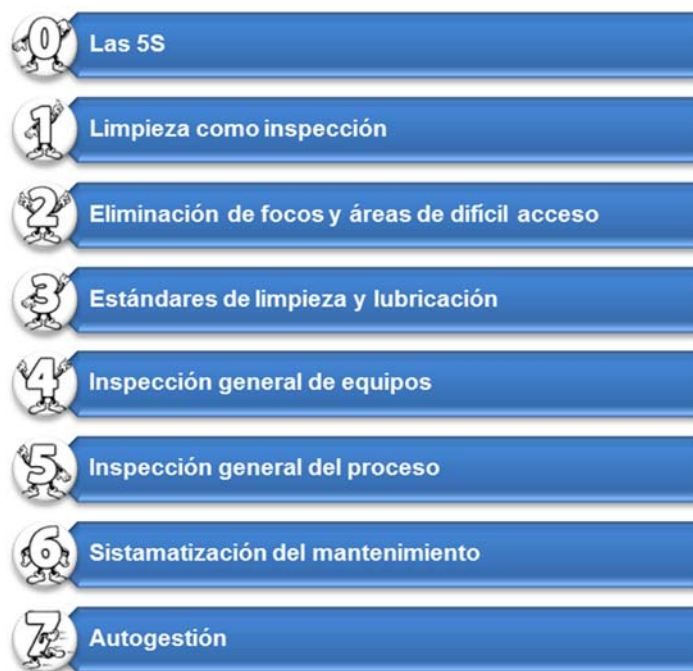 0 Las 5S
1 Limpieza como inspección
2 Eliminación de focos y áreas de difícil acceso
3 Estándares de limpieza y lubricación
4 Inspección general de equipos
5 Inspección general del proceso
6 Sistamatización del mantenimiento
7 Autogestión